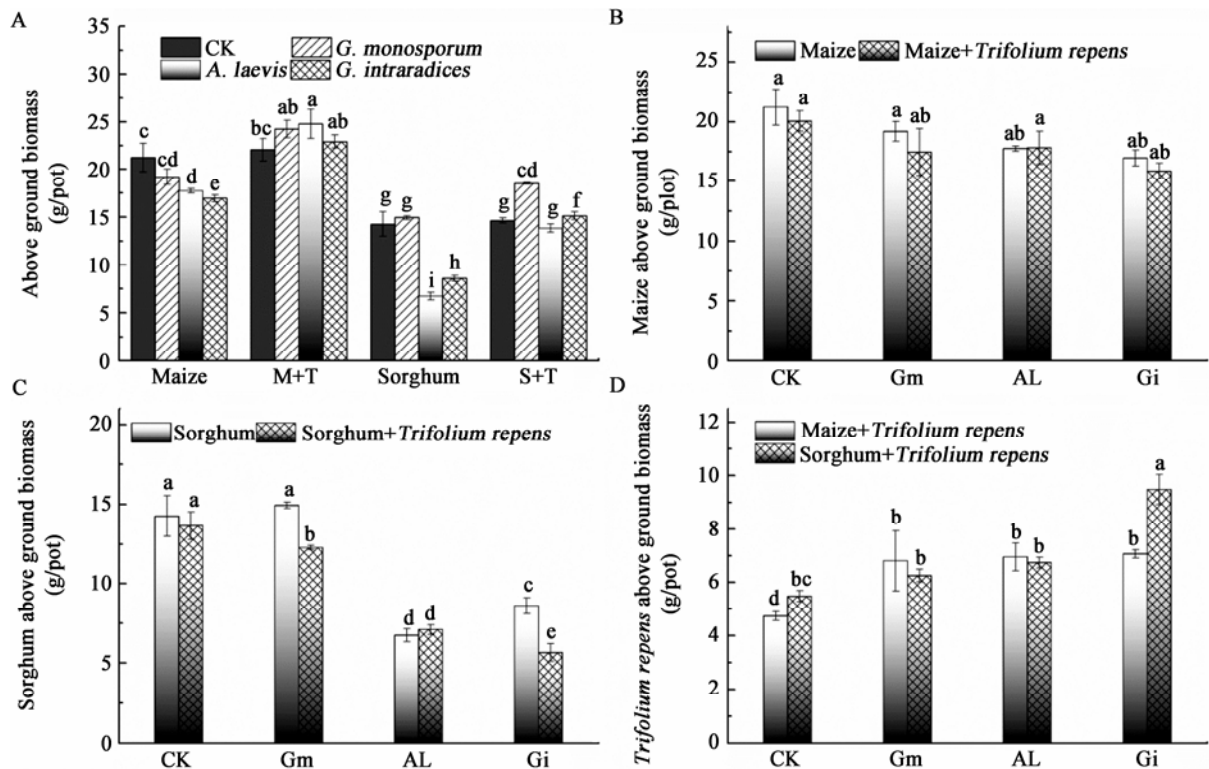 A
Above ground biomass
(g/pot)
35
30
25
20
15
10
5
0
CK
G. monosporum
A. laevis
G. intraradices
c
cd
d
e
bc
ab
a
ab
g
g
i
h
g
cd
g
f
Maize
M+T
Sorghum
S+T
B
Maize above ground biomass
(g/plot)
25
20
15
10
5
0
Maize
Maize+Trifolium repens
a
a
a
ab
ab
a
ab
ab
CK
Gm
AL
Gi
C
Sorghum above ground biomass
(g/pot)
20
15
10
5
0
Sorghum
Sorghum+Trifolium repens
a
a
a
b
d
d
c
e
CK
Gm
AL
Gi
D
Trifolium repens above ground biomass
(g/pot)
12
10
8
6
4
2
0
Maize+Trifolium repens
Sorghum+Trifolium repens
d
bc
b
b
b
b
b
a
CK
Gm
AL
Gi